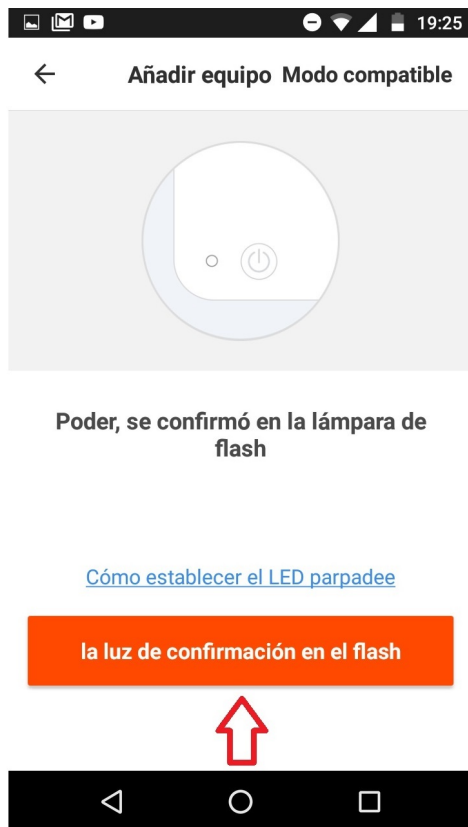 19:25
Añadir equipo Modo compatible
Poder, se confirmó en la lámpara de
flash
Cómo establecer el LED parpadee
la luz de confirmación en el flash